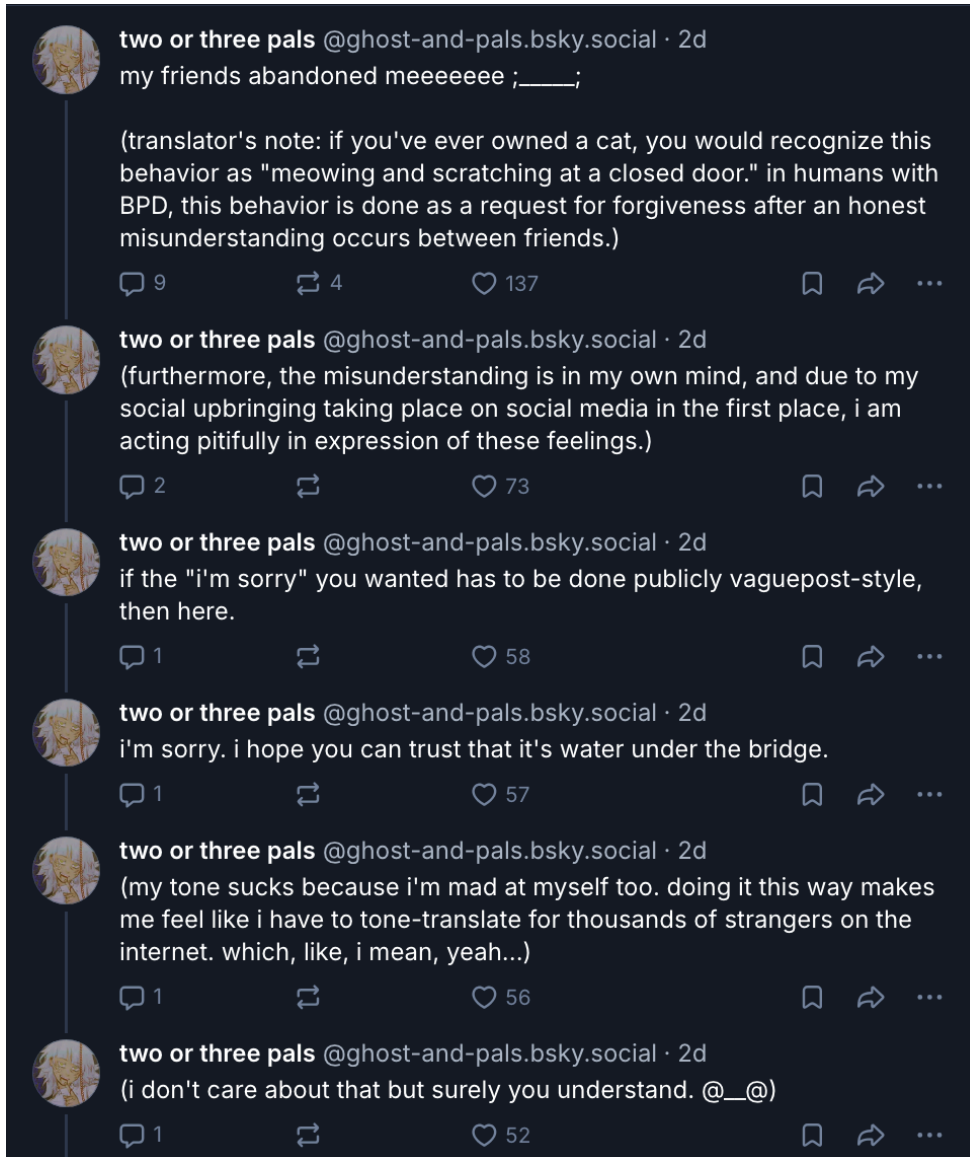 two or three pals @ghost-and-pals.bsky.social · 2d
my friends abandoned meeeeeee ;_____;
(translator's note: if you've ever owned a cat, you would recognize this
behavior as "meowing and scratching at a closed door." in humans with
BPD, this behavior is done as a request for forgiveness after an honest
misunderstanding occurs between friends.)
9 4 137
two or three pals @ghost-and-pals.bsky.social · 2d
(furthermore, the misunderstanding is in my own mind, and due to my
social upbringing taking place on social media in the first place, i am
acting pitifully in expression of these feelings.)
2 73
two or three pals @ghost-and-pals.bsky.social · 2d
if the "i'm sorry" you wanted has to be done publicly vaguepost-style,
then here.
1 58
two or three pals @ghost-and-pals.bsky.social · 2d
i'm sorry. i hope you can trust that it's water under the bridge.
1 57
two or three pals @ghost-and-pals.bsky.social · 2d
(my tone sucks because i'm mad at myself too. doing it this way makes
me feel like i have to tone-translate for thousands of strangers on the
internet. which, like, i mean, yeah...)
1 56
two or three pals @ghost-and-pals.bsky.social · 2d
(i don't care about that but surely you understand. @__@)
1 52